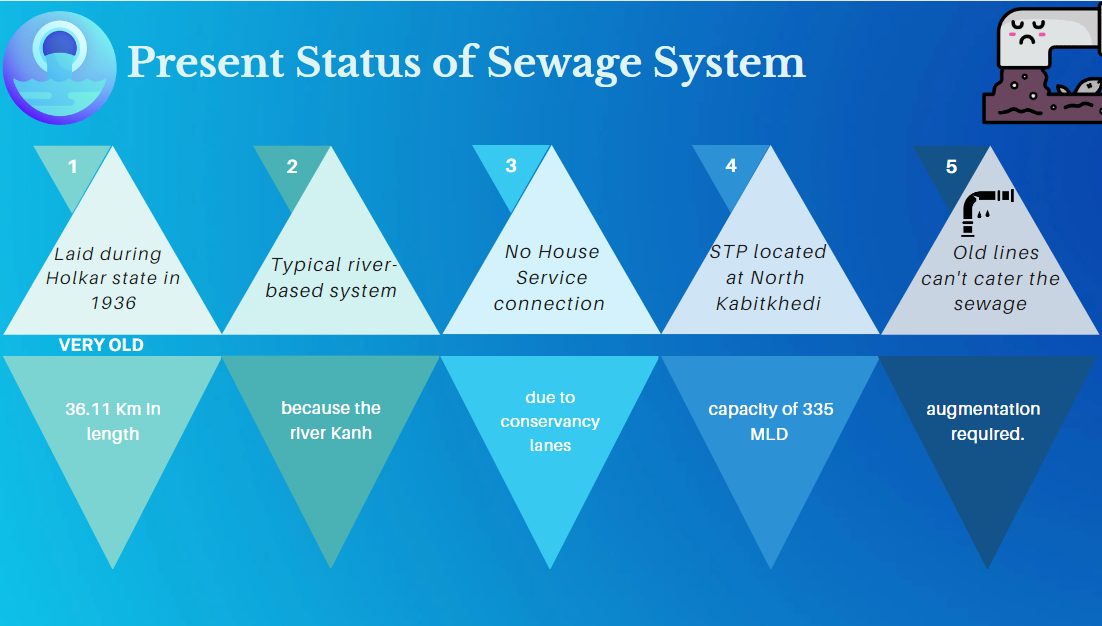 Present Status of Sewage System
1
Laid during
Holkar state in
1936
VERY OLD
36.11 Km in
length
2
Typical river-
based system
because the
river Kanh
3
No House
Service
connection
due to
conservancy
lanes
4
STP located
at North
Kabitkhedi
capacity of 335
MLD
5
Old lines
can't cater the
sewage
augmentation
required.